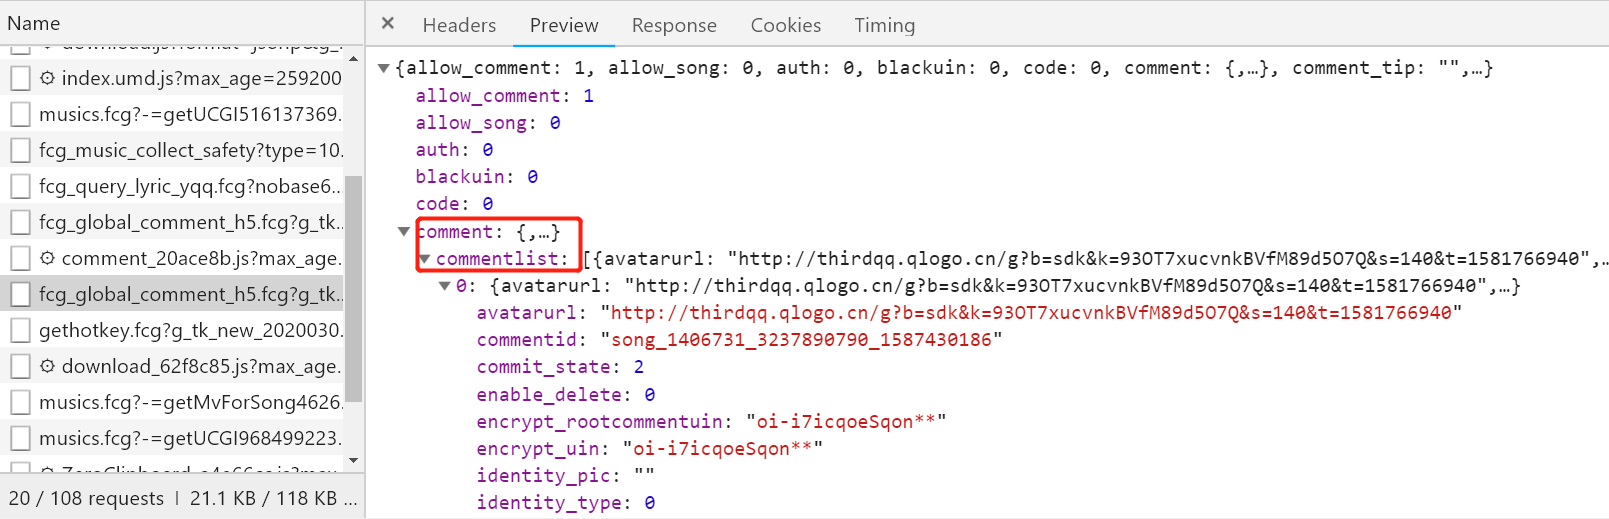 Name
index.umd.js?max_age=259200
musics.fcg?-=getUCGI516137369.
fcg_music_collect_safety?type=10.
fcg_query_lyric_yqq.fcg?nobase6...
fcg_global_comment_h5.fcg?g_tk..
comment_20ace8b.js?max_age.
fcg_global_comment_h5.fcg?g_tk..
gethotkey.fcg?g_tk_new_2020030.
download_62f8c85.js?max_age.
musics.fcg?-=getMvForSong4626.
musics.fcg?-=getUCGI968499223.
20 / 108 requests | 21.1 KB / 118 KB ...
× Headers Preview Response Cookies Timing
▼{allow_comment: 1, allow_song: 0, auth: 0, blackuin: 0, code: 0, comment: {,…}, comment_tip: "",…}
allow_comment: 1
allow_song: 0
auth: 0
blackuin: 0
code: 0
▼comment: {,…}
▼commentlist: [{avatarurl: "http://thirdqq.qlogo.cn/g?b=sdk&k=93OT7xucvnkBVfM89d5O7Q&s=140&t=1581766940",…
▼0: {avatarurl: "http://thirdqq.qlogo.cn/g?b=sdk&k=93OT7xucvnkBVfM89d5O7Q&s=140&t=1581766940",…}
avatarurl: "http://thirdqq.qlogo.cn/g?b=sdk&k=93OT7xucvnkBVfM89d5O7Q&s=140&t=1581766940"
commentid: "song_1406731_3237890790_1587430186"
commit_state: 2
enable_delete: 0
encrypt_rootcommentuin: "oi-i7icqoeSqon**"
encrypt_uin: "oi-i7icqoeSqon**"
identity_pic: ""
identity_type: 0